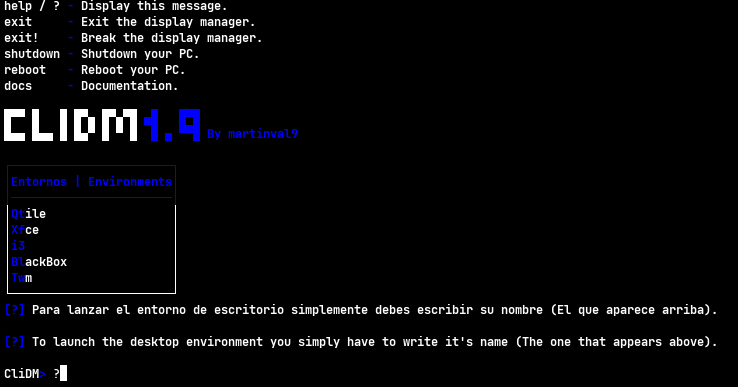 help / ? - Display this message.
exit - Exit the display manager.
exit! - Break the display manager.
shutdown - Shutdown your PC.
reboot - Reboot your PC.
docs - Documentation.
CLIDM 1.9 By martinval9
Entornos | Environments
Qtile
Xfce
i3
BlackBox
Twm
[?] Para lanzar el entorno de escritorio simplemente debes escribir su nombre (El que aparece arriba).
[?] To launch the desktop environment you simply have to write it's name (The one that appears above).
CliDM> ?